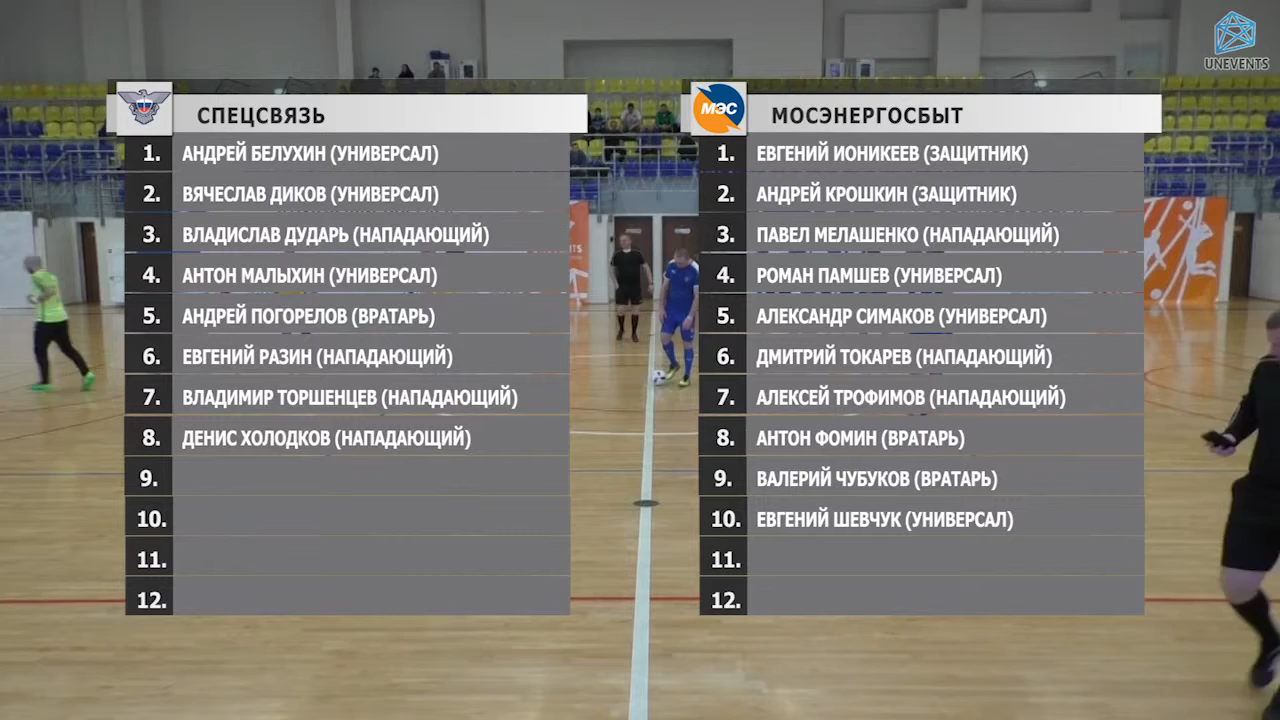 UNEVENTS
СПЕЦСВЯЗЬ
1. АНДРЕЙ БЕЛУХИН (УНИВЕРСАЛ)
2. ВЯЧЕСЛАВ ДИКОВ (УНИВЕРСАЛ)
3. ВЛАДИСЛАВ ДУДАРЬ (НАПАДАЮЩИЙ)
4. АНТОН МАЛЫХИН (УНИВЕРСАЛ)
5. АНДРЕЙ ПОГОРЕЛОВ (ВРАТАРЬ)
6. ЕВГЕНИЙ РАЗИН (НАПАДАЮЩИЙ)
7. ВЛАДИМИР ТОРШЕНЦЕВ (НАПАДАЮЩИЙ)
8. ДЕНИС ХОЛОДКОВ (НАПАДАЮЩИЙ)
9.
10.
11.
12.
МЭС
МОСЭНЕРГОСБЫТ
1. ЕВГЕНИЙ ИОНИКЕЕВ (ЗАЩИТНИК)
2. АНДРЕЙ КРОШКИН (ЗАЩИТНИК)
3. ПАВЕЛ МЕЛАШЕНКО (НАПАДАЮЩИЙ)
4. РОМАН ПАМШЕВ (УНИВЕРСАЛ)
5. АЛЕКСАНДР СИМАКОВ (УНИВЕРСАЛ)
6. ДМИТРИЙ ТОКАРЕВ (НАПАДАЮЩИЙ)
7. АЛЕКСЕЙ ТРОФИМОВ (НАПАДАЮЩИЙ)
8. АНТОН ФОМИН (ВРАТАРЬ)
9. ВАЛЕРИЙ ЧУБУКОВ (ВРАТАРЬ)
10. ЕВГЕНИЙ ШЕВЧУК (УНИВЕРСАЛ)
11.
12.